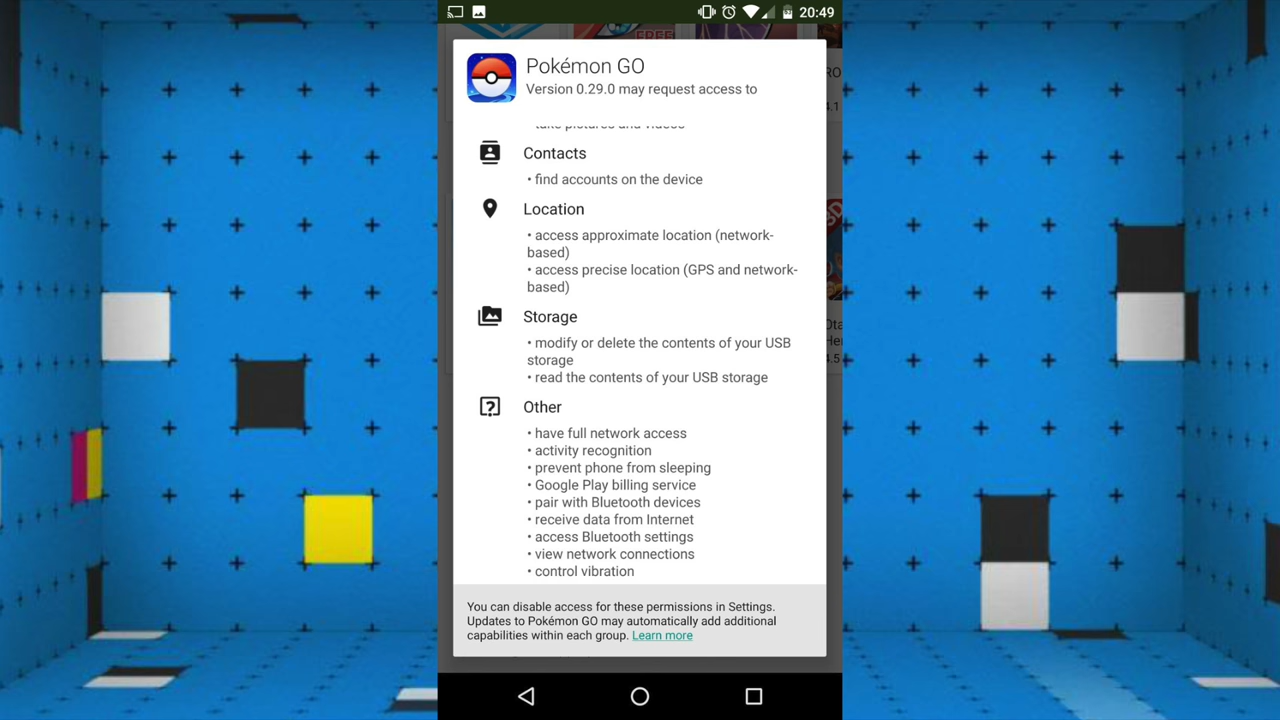 20:49
FREE
Pokémon GO
Version 0.29.0 may request access to
take pictures and videos
Contacts
• find accounts on the device
Location
• access approximate location (network-
based)
• access precise location (GPS and network-
based)
Storage
• modify or delete the contents of your USB
storage
• read the contents of your USB storage
Other
• have full network access
• activity recognition
• prevent phone from sleeping
• Google Play billing service
• pair with Bluetooth devices
• receive data from Internet
• access Bluetooth settings
• view network connections
• control vibration
You can disable access for these permissions in Settings.
Updates to Pokémon GO may automatically add additional
capabilities within each group. Learn more